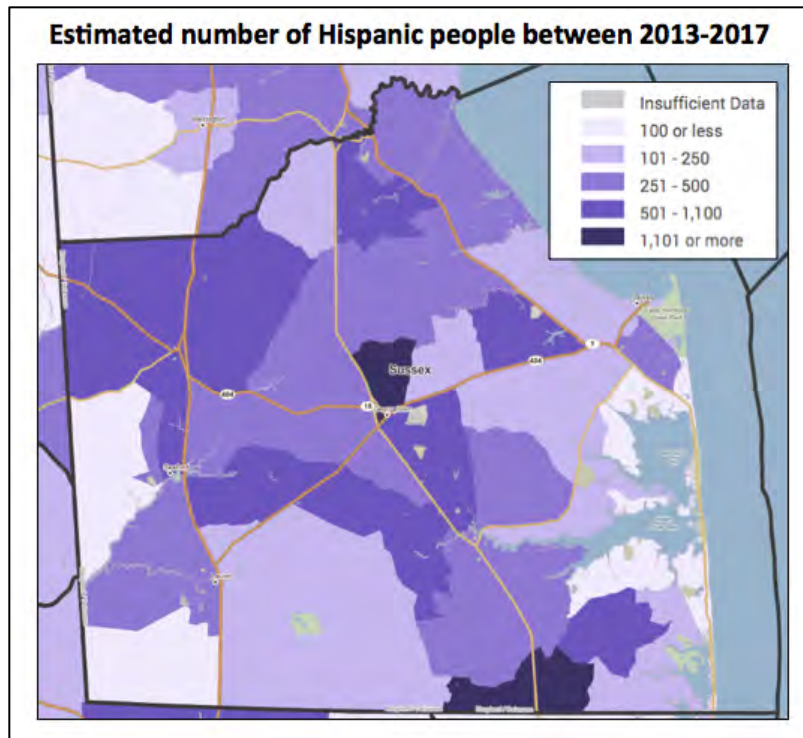 Estimated number of Hispanic people between 2013-2017
Insufficient Data
100 or less
101 - 250
251 - 500
501 - 1,100
1,101 or more
1
404
Sussex
404
18